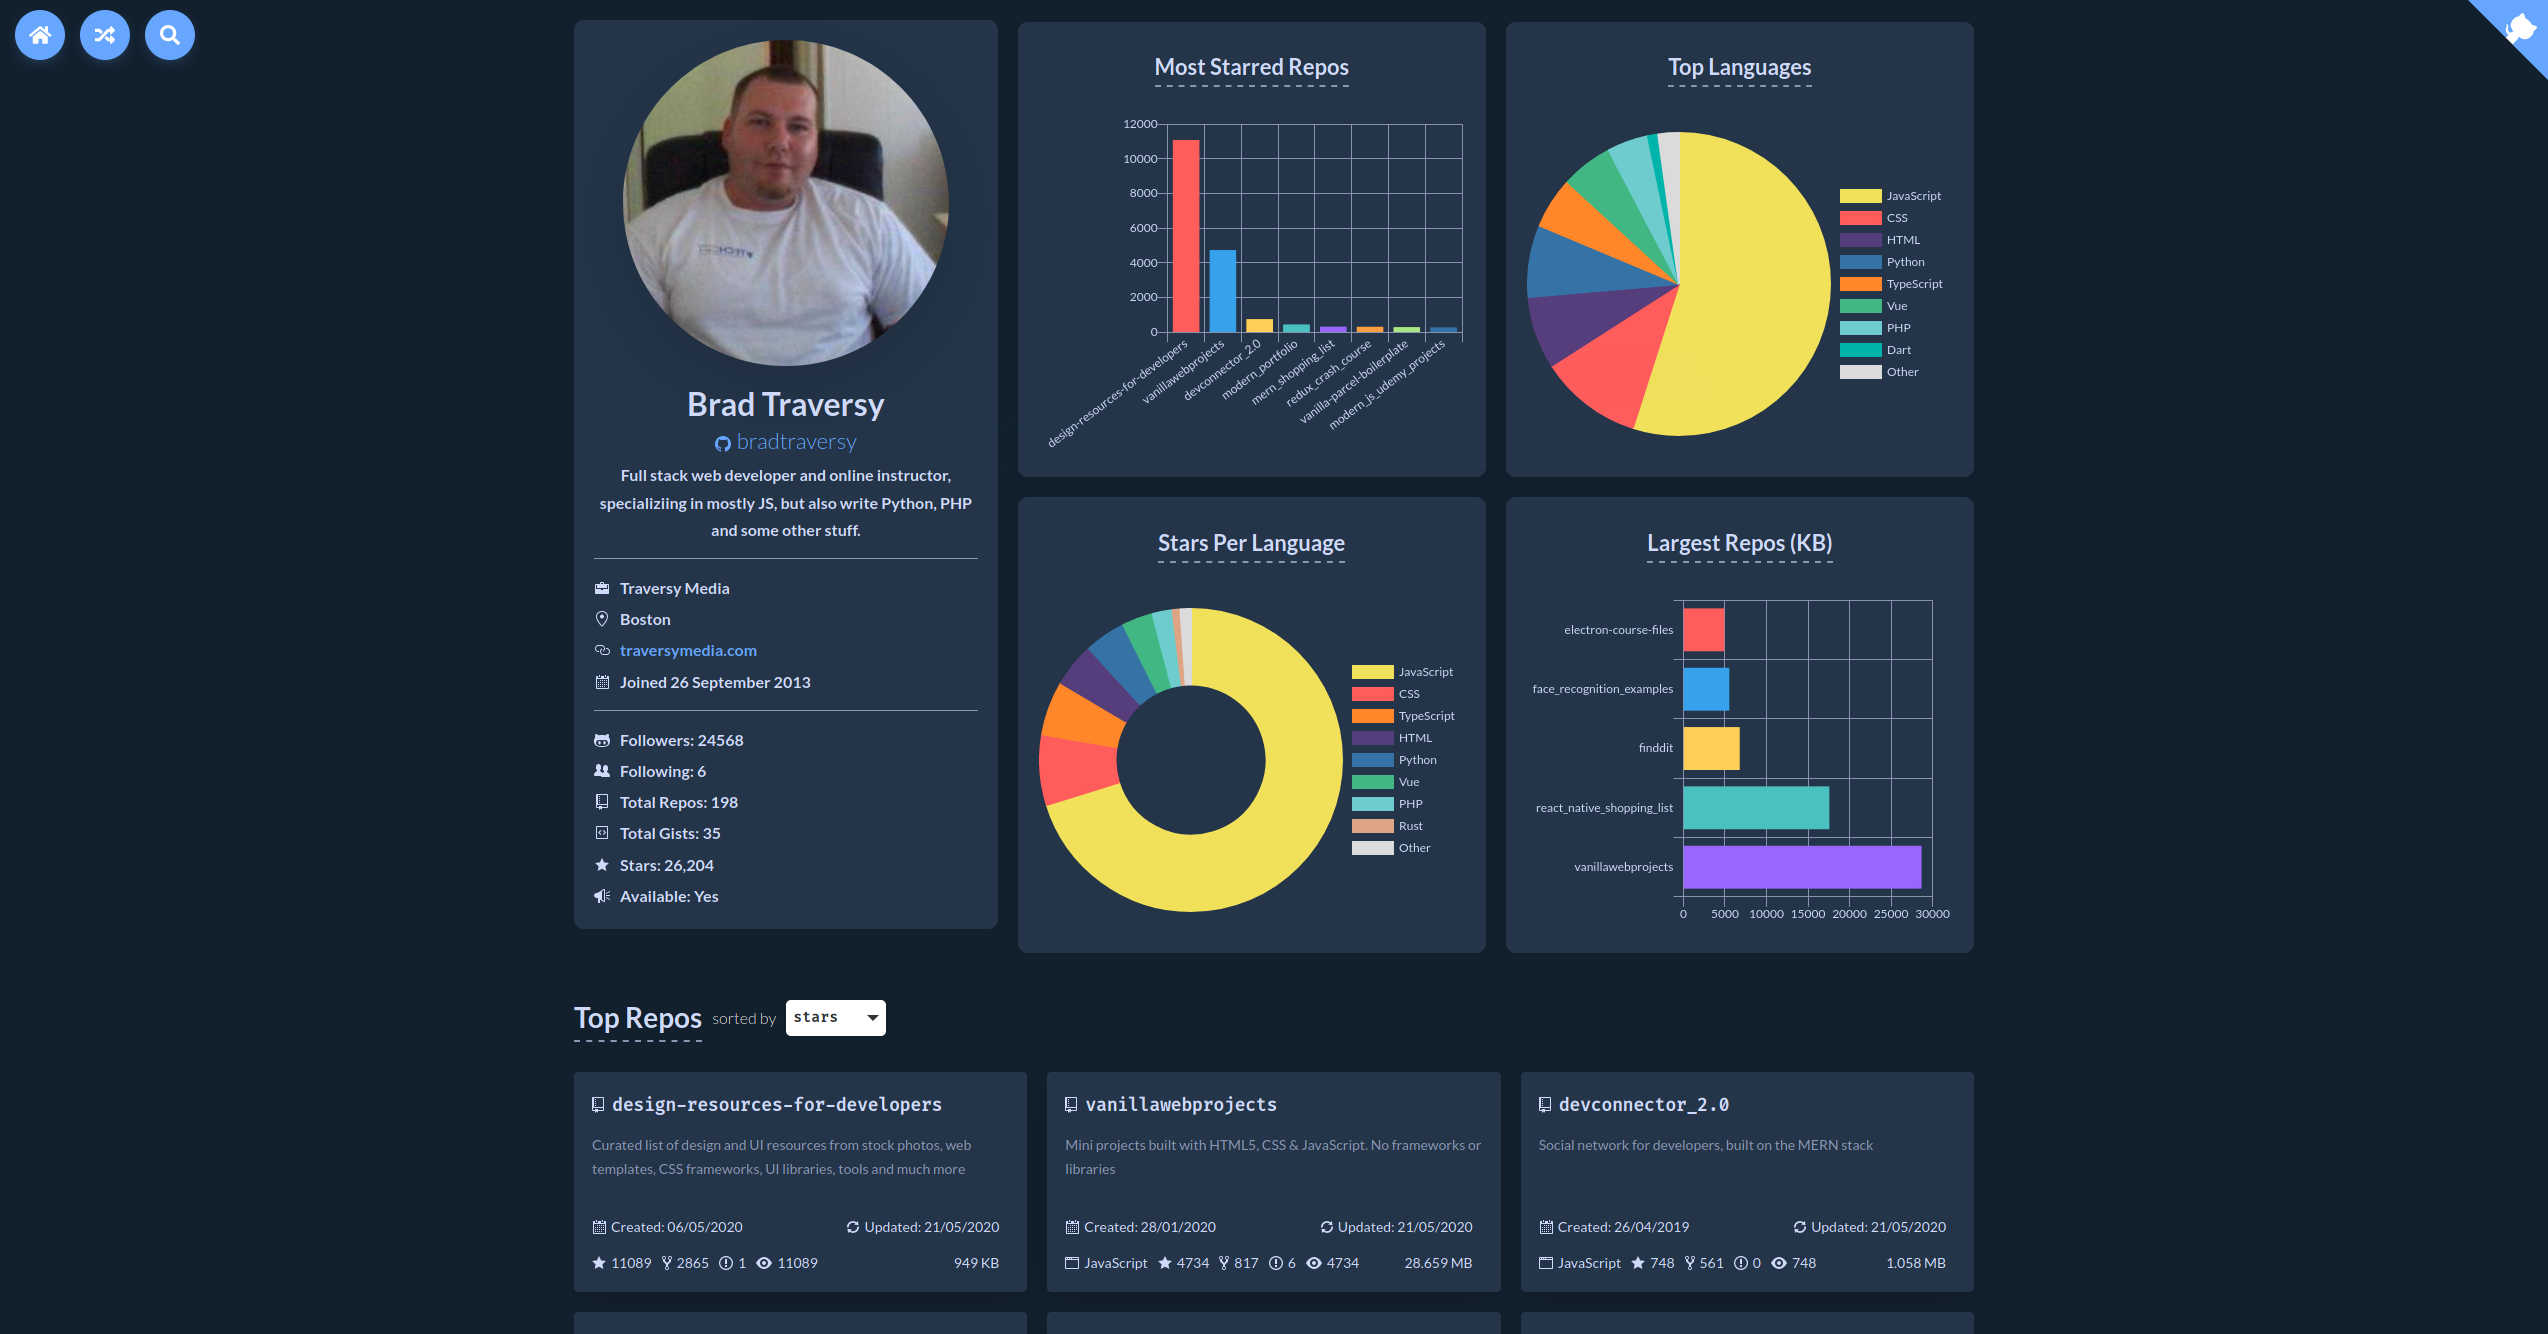 Brad Traversy
bradtraversy
Full stack web developer and online instructor,
specializiing in mostly JS, but also write Python, PHP
and some other stuff.
Traversy Media
Boston
traversymedia.com
Joined 26 September 2013
Followers: 24568
Following: 6
Total Repos: 198
Total Gists: 35
Stars: 26,204
Available: Yes
Most Starred Repos
12000
10000
8000
6000
4000
2000
0
design-resources-for-developers
vanillawebprojects
devconnector_2.0
modern_portfolio
mern_shopping_list
redux_crash_course
vanilla-parcel-boilerplate
modern_js_udemy_projects
Top Languages
JavaScript
CSS
HTML
Python
TypeScript
Vue
PHP
Dart
Other
Stars Per Language
JavaScript
CSS
TypeScript
HTML
Python
Vue
PHP
Rust
Other
Largest Repos (KB)
electron-course-files
face_recognition_examples
finddit
react_native_shopping_list
vanillawebprojects
0 5000 10000 15000 20000 25000 30000
Top Repos sorted by stars
design-resources-for-developers
Curated list of design and UI resources from stock photos, web
templates, CSS frameworks, UI libraries, tools and much more
Created: 06/05/2020 Updated: 21/05/2020
11089 2865 1 11089 949 KB
vanillawebprojects
Mini projects built with HTML5, CSS & JavaScript. No frameworks or
libraries
Created: 28/01/2020 Updated: 21/05/2020
JavaScript 4734 817 6 4734 28.659 MB
devconnector_2.0
Social network for developers, built on the MERN stack
Created: 26/04/2019 Updated: 21/05/2020
JavaScript 748 561 0 748 1.058 MB